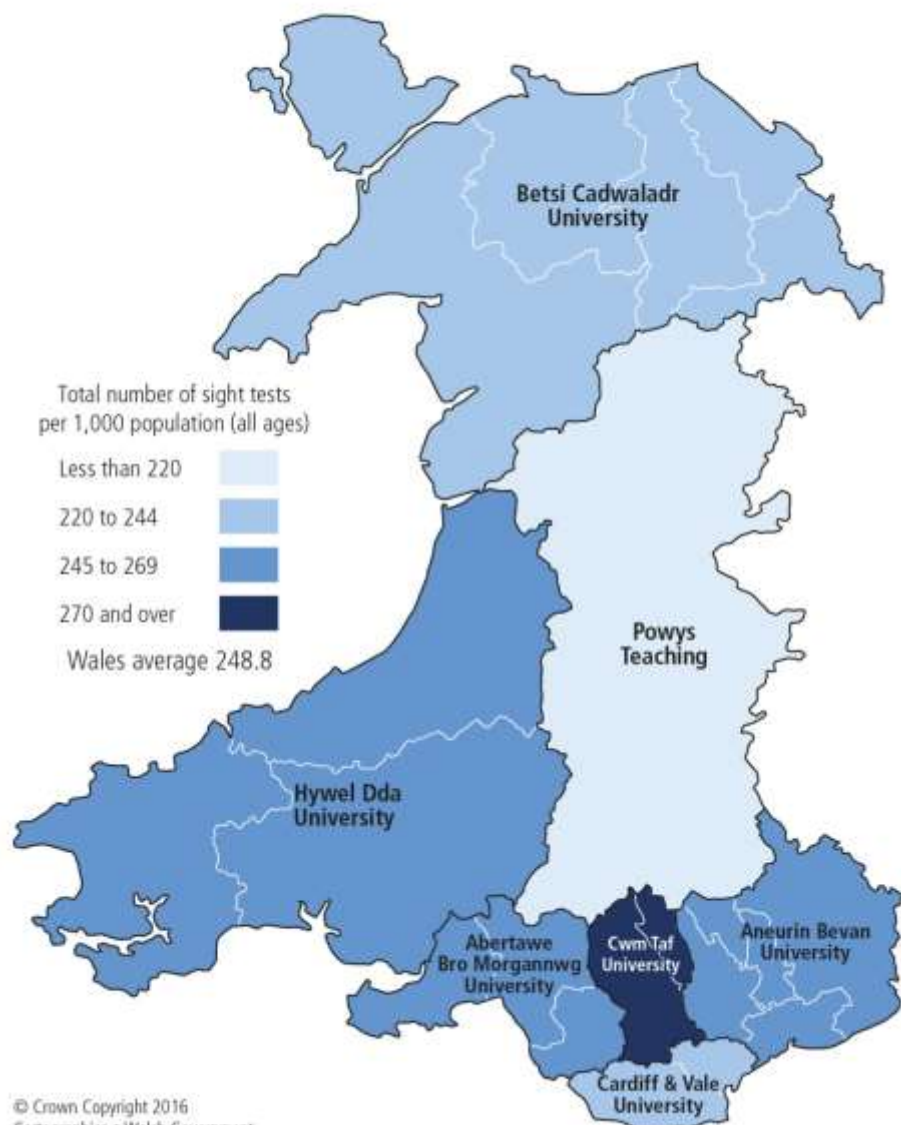 Betsi Cadwaladr
University
Total number of sight tests
per 1,000 population (all ages)
Less than 220
220 to 244
245 to 269
270 and over
Wales average 248.8
Powys
Teaching
Hywel Dda
University
Abertawe
Bro Morgannwg
University
Cwm Taf
University
Aneurin Bevan
University
Cardiff & Vale
University
© Crown Copyright 2016